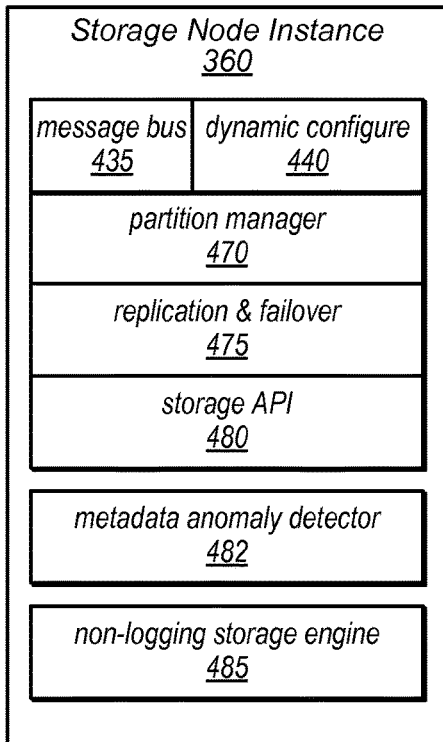 Storage Node Instance
360
message bus
435
dynamic configure
440
partition manager
470
replication & failover
475
storage API
480
metadata anomaly detector
482
non-logging storage engine
485